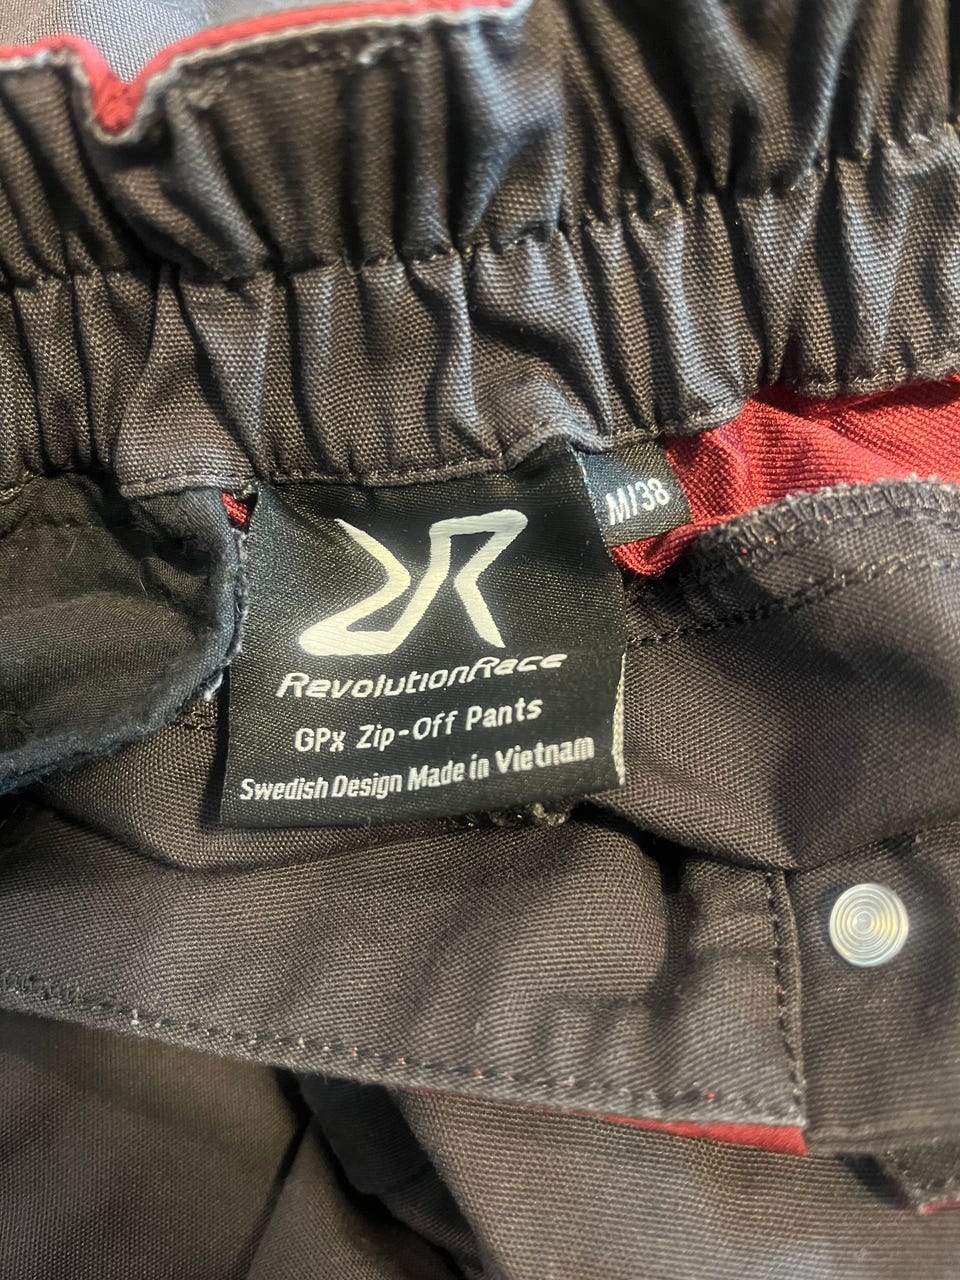 M/38
RevolutionRace
GPx Zip-Off Pants
Swedish Design Made in Vietnam